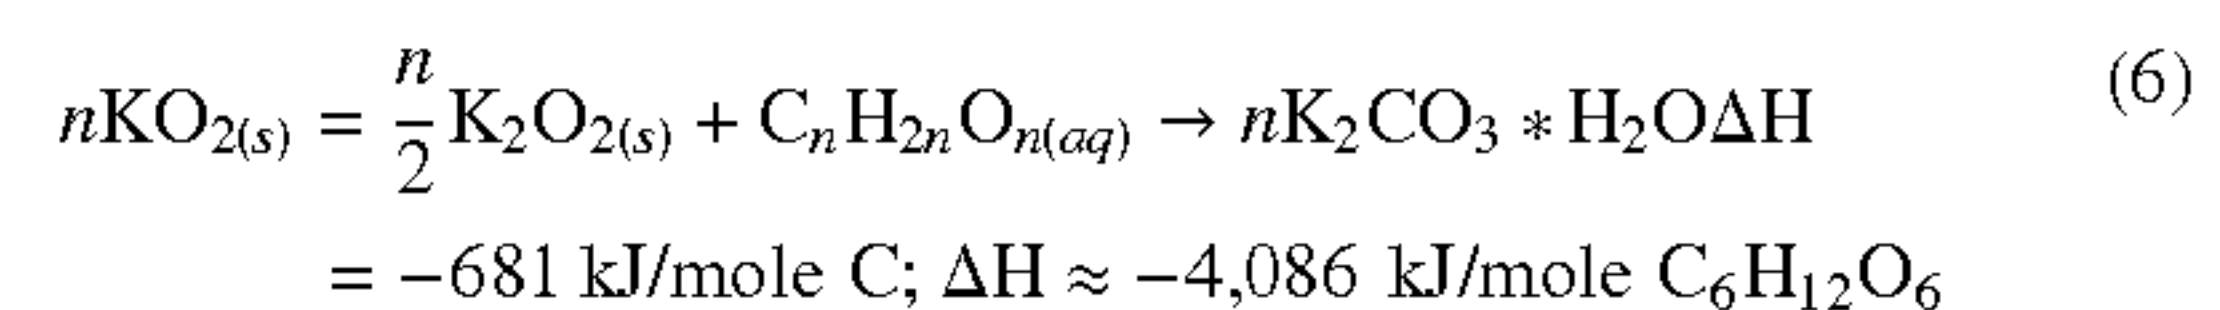 nKO₂₍s₎ = n/2 K₂O₂₍s₎ + CₙH₂ₙOₙ₍aq₎ → nK₂CO₃ * H₂OΔH (6)
= −681 kJ/mole C; ΔH ≈ −4,086 kJ/mole C₆H₁₂O₆